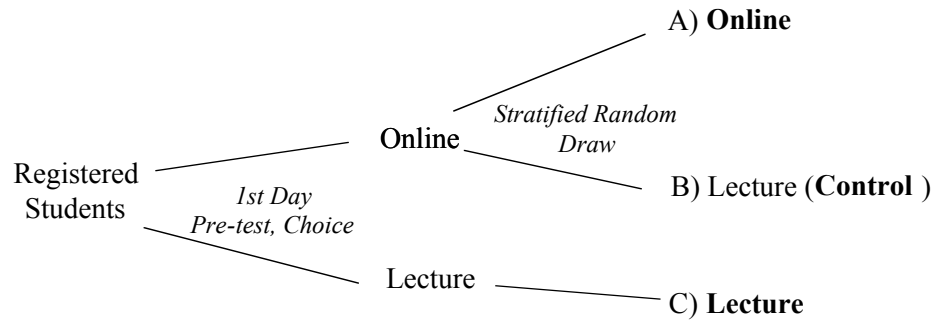 A) Online
Stratified Random
Draw
Online
Registered
Students
1st Day
Pre-test, Choice
B) Lecture (Control )
Lecture
C) Lecture